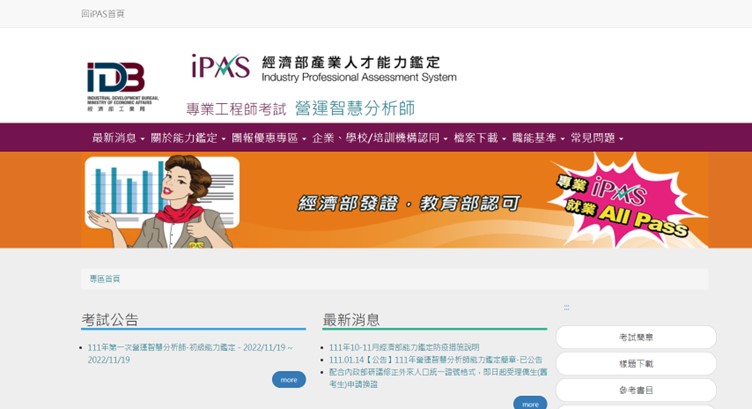 回iPAS首頁
IDB
INDUSTRIAL DEVELOPMENT BUREAU,
MINISTRY OF ECONOMIC AFFAIRS
經濟部工業局
iPAS 經濟部產業人才能力鑑定
Industry Professional Assessment System
專業工程師考試 營運智慧分析師
最新消息 關於能力鑑定 團報優惠專區 企業、學校/培訓機構認同 檔案下載 職能基準 常見問題
經濟部發證．教育部認可
專業 iPAS
就業 All Pass
專區首頁
:::
考試公告
111年第一次營運智慧分析師-初級能力鑑定 - 2022/11/19 ~
2022/11/19
more
最新消息
111年10-11月經濟部能力鑑定防疫措施說明
111.01.14【公告】111年營運智慧分析師能力鑑定簡章-已公告
配合內政部研議修正外來人口統一證號格式，即日起受理僑生(舊
考生)申請換證
more
考試簡章
樣題下載
參考書目